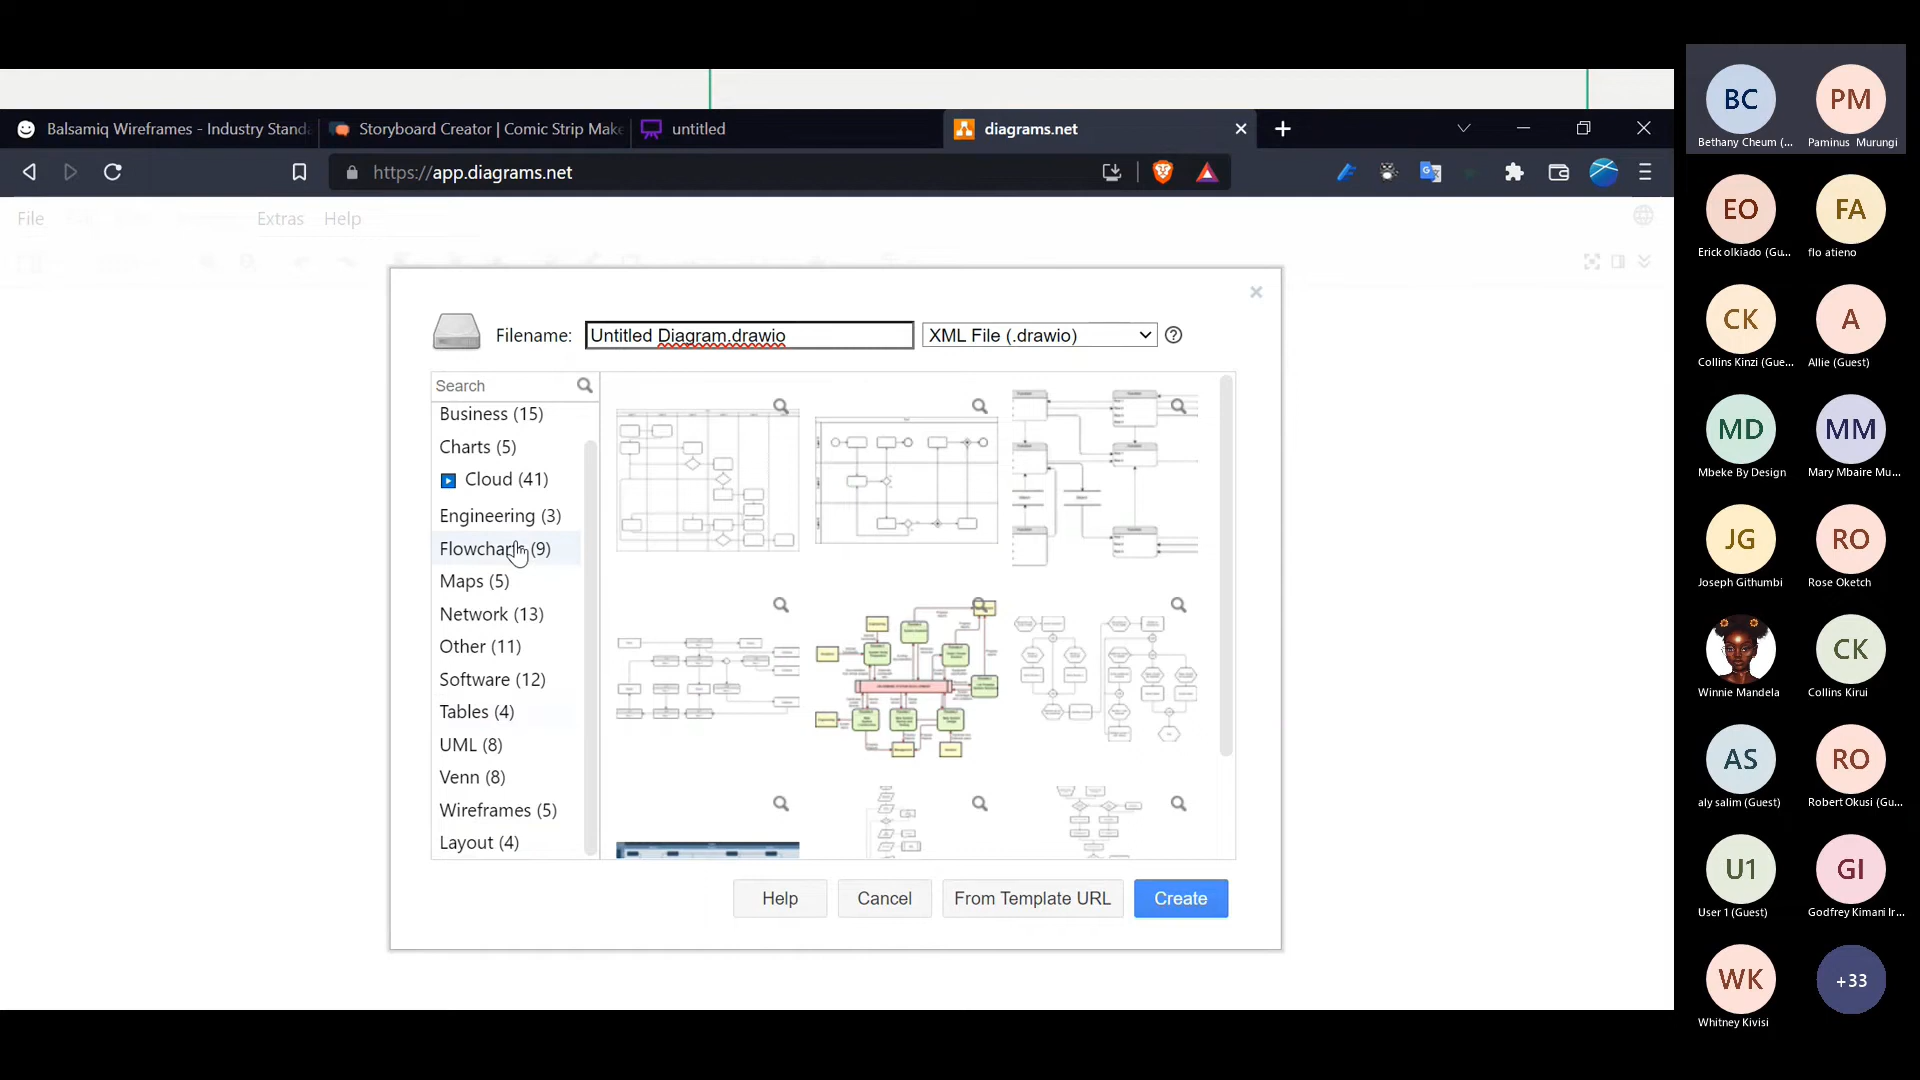 Balsamiq Wireframes - Industry Standa
Storyboard Creator | Comic Strip Make
untitled
diagrams.net
https://app.diagrams.net
File
Extras
Help
Filename:
Untitled Diagram.drawio
XML File (.drawio)
Search
Business (15)
Charts (5)
Cloud (41)
Engineering (3)
Flowcharts (9)
Maps (5)
Network (13)
Other (11)
Software (12)
Tables (4)
UML (8)
Venn (8)
Wireframes (5)
Layout (4)
Help
Cancel
From Template URL
Create
BC
PM
Bethany Cheum (...
Paminus Murungi
EO
FA
Erick olkiado (Gu...
flo atieno
CK
A
Collins Kinzi (Gue...
Allie (Guest)
MD
MM
Mbeke By Design
Mary Mbaire Mu...
JG
RO
Joseph Githumbi
Rose Oketch
CK
Winnie Mandela
Collins Kirui
AS
RO
aly salim (Guest)
Robert Okusi (Gu...
U1
GI
User 1 (Guest)
Godfrey Kimani Ir...
WK
+33
Whitney Kivisi